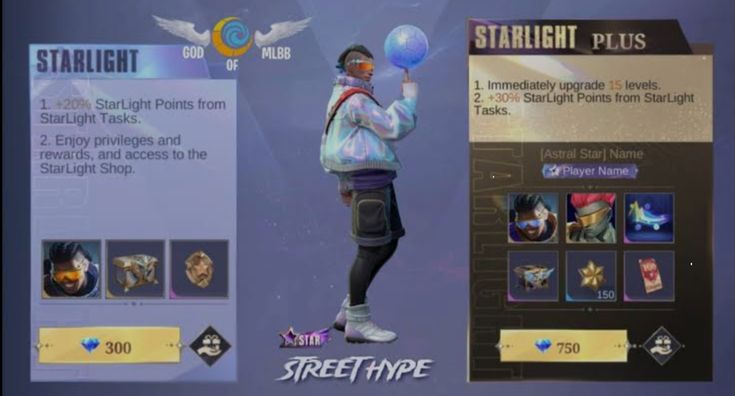 STARLIGHT
1. +20% StarLight Points from
StarLight Tasks.
2. Enjoy privileges and
rewards, and access to the
StarLight Shop.
300
GOD
OF
MLBB
STAR
STREET HYPE
STARLIGHT PLUS
1. Immediately upgrade 15 levels.
2. +30% StarLight Points from StarLight
Tasks.
[Astral Star] Name
Player Name
150
750